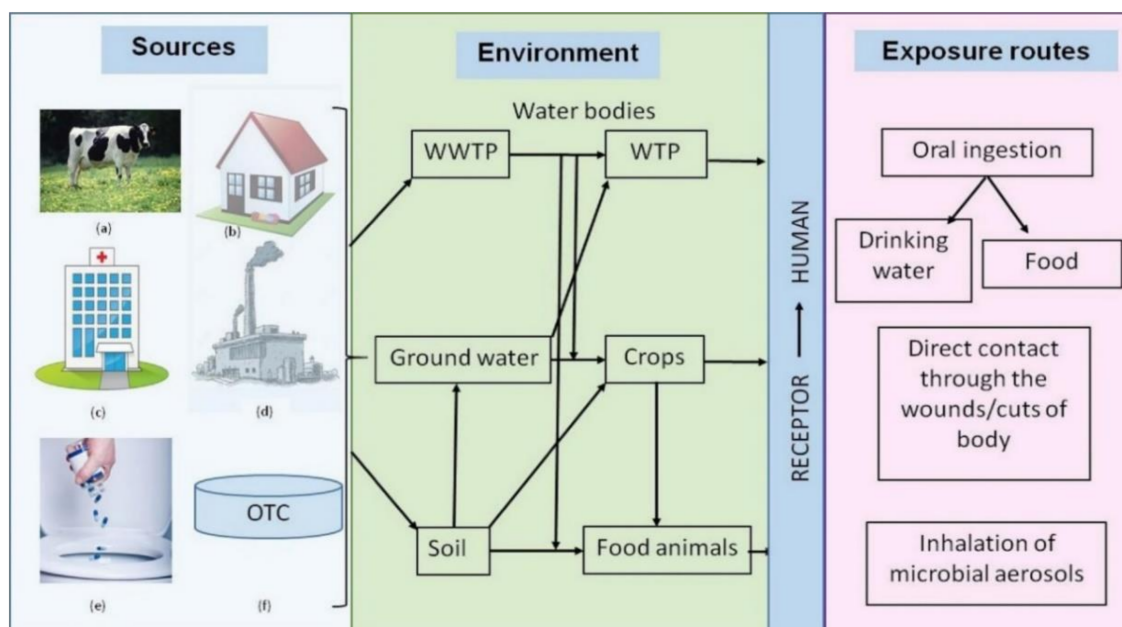 Sources
(a)
(b)
(c)
(d)
(e)
OTC
(f)
Environment
Water bodies
WWTP
WTP
Ground water
Crops
Soil
Food animals
RECEPTOR
HUMAN
Exposure routes
Oral ingestion
Drinking
water
Food
Direct contact
through the
wounds/cuts of
body
Inhalation of
microbial aerosols